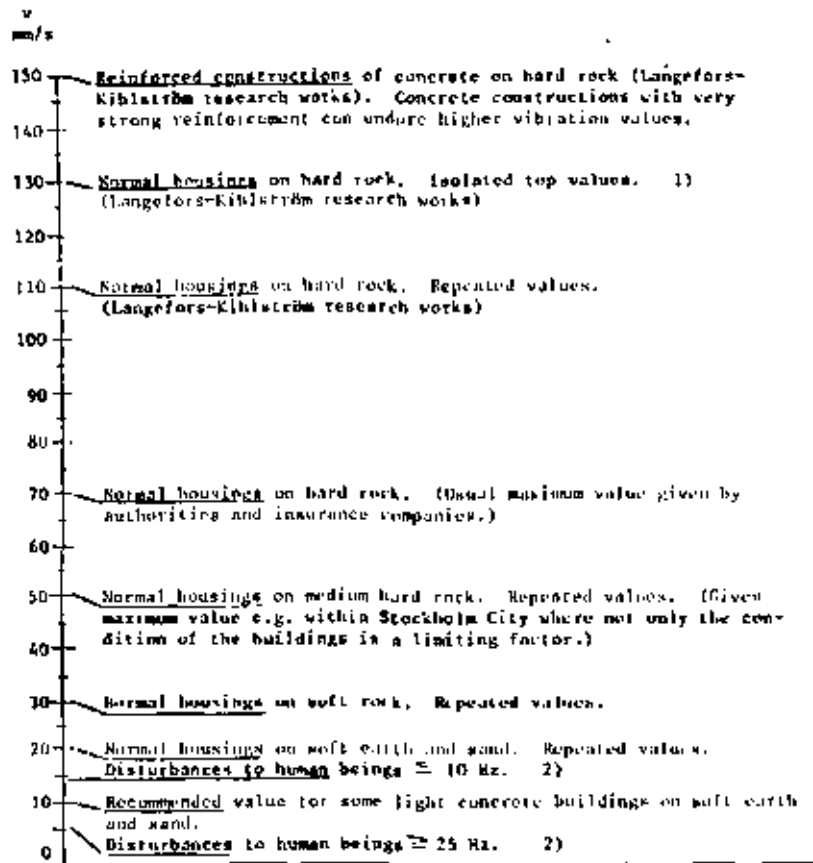 v
mm/s
150 Reinforced constructions of concrete on hard rock (Langefors-
Kihlström research works). Concrete constructions with very
strong reinforcement can endure higher vibration values.
140
130 Normal housings on hard rock. Isolated top values. 1)
(Langefors-Kihlström research works)
120
110 Normal housings on hard rock. Repeated values.
(Langefors-Kihlström research works)
100
90
80
70 Normal housings on hard rock. (Usual maximum value given by
authorities and insurance companies.)
60
50 Normal housings on medium hard rock. Repeated values. (Given
maximum value e.g. within Stockholm City where not only the con-
dition of the buildings is a limiting factor.)
40
30 Normal housings on soft rock. Repeated values.
20 Normal housings on soft earth and sand. Repeated values.
Disturbances to human beings ≅ 10 Hz. 2)
10 Recommended value for some light concrete buildings on soft earth
and sand.
0 Disturbances to human beings ≅ 25 Hz. 2)